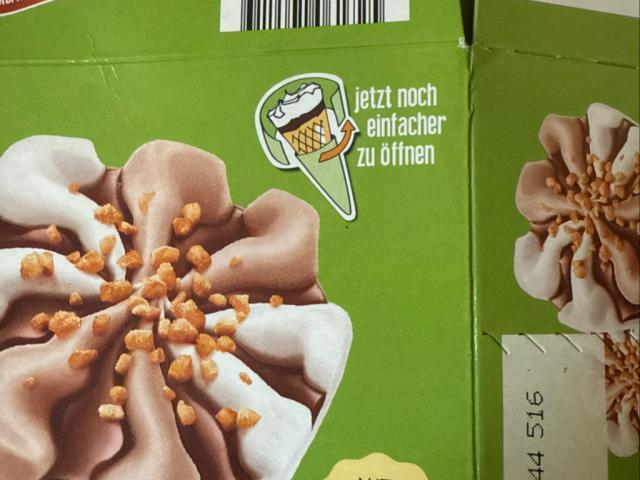 jetzt noch
einfacher
zu öffnen
44 516